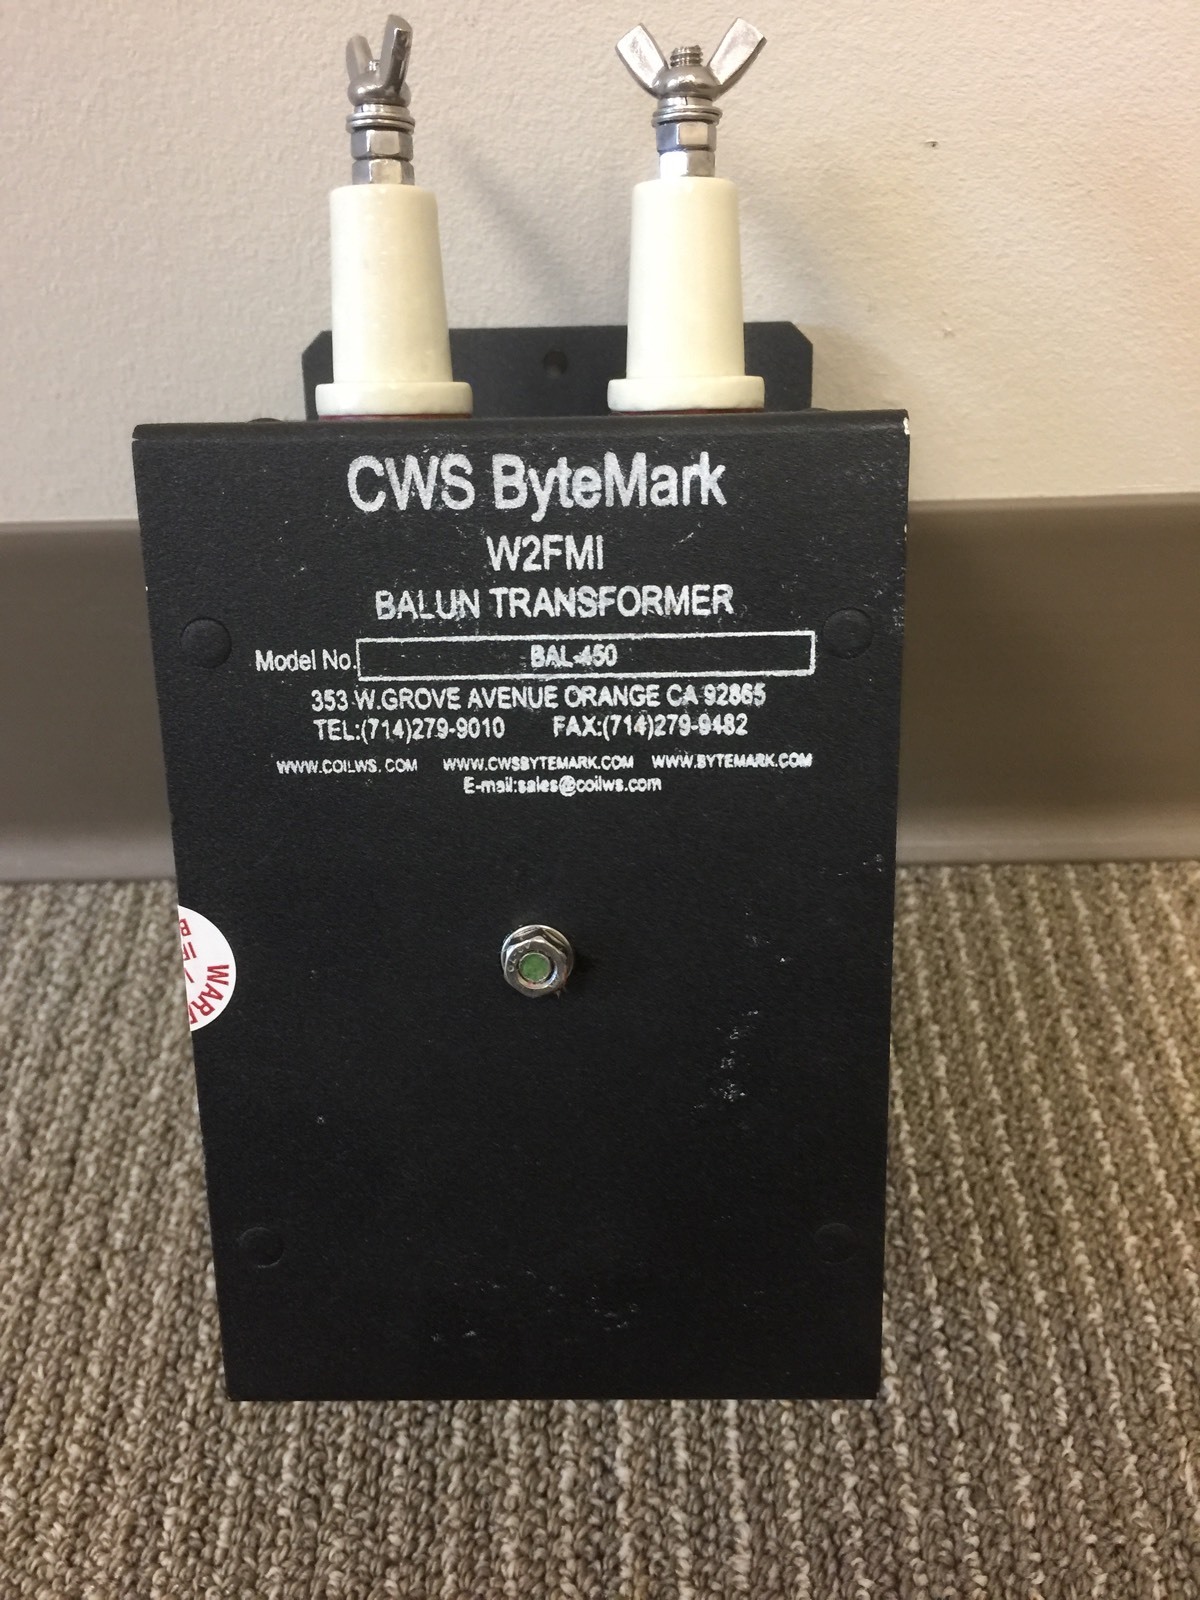 CWS ByteMark
W2FMI
BALUN TRANSFORMER
Model No. BAL-450
353 W.GROVE AVENUE ORANGE CA 92865
TEL:(714)279-9010 FAX:(714)279-9482
WWW.COILWS.COM WWW.CWSBYTEMARK.COM WWW.BYTEMARK.COM
E-mail:sales@coilws.com